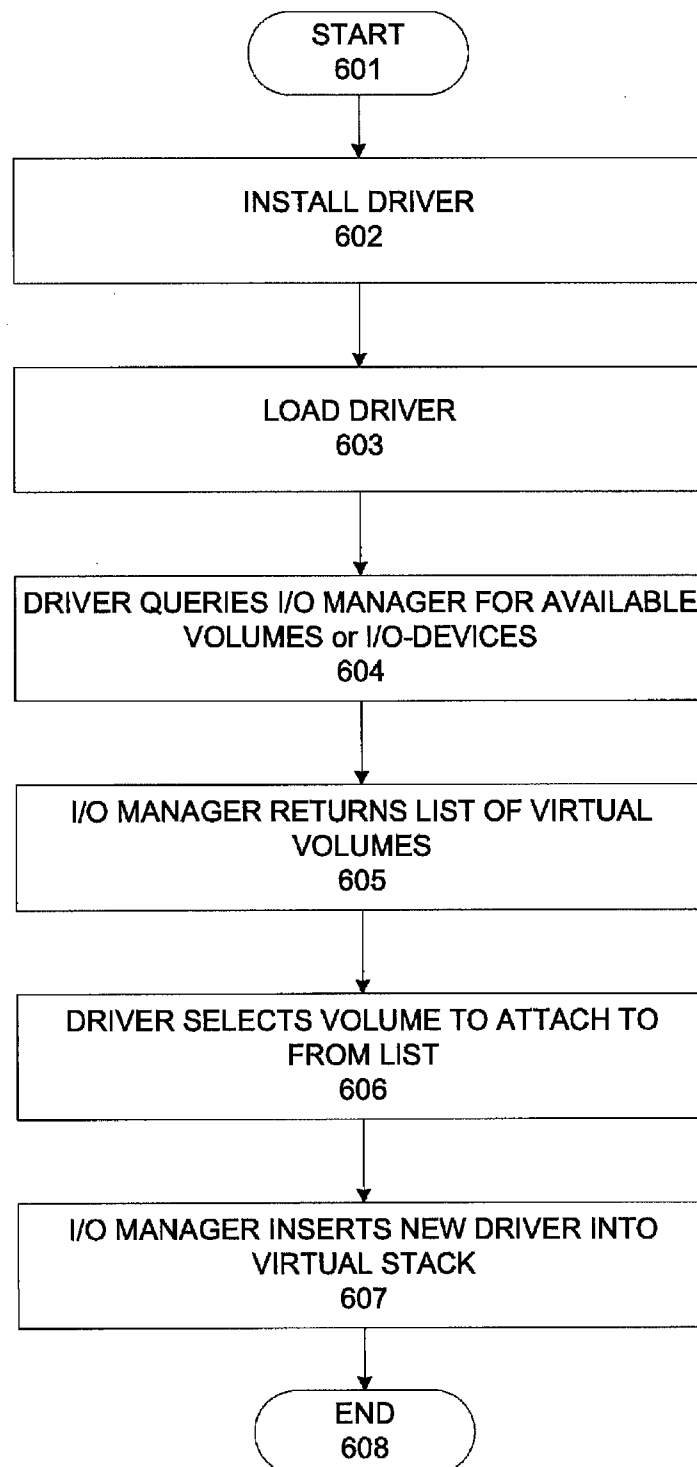 START
601
INSTALL DRIVER
602
LOAD DRIVER
603
DRIVER QUERIES I/O MANAGER FOR AVAILABLE
VOLUMES or I/O-DEVICES
604
I/O MANAGER RETURNS LIST OF VIRTUAL
VOLUMES
605
DRIVER SELECTS VOLUME TO ATTACH TO
FROM LIST
606
I/O MANAGER INSERTS NEW DRIVER INTO
VIRTUAL STACK
607
END
608